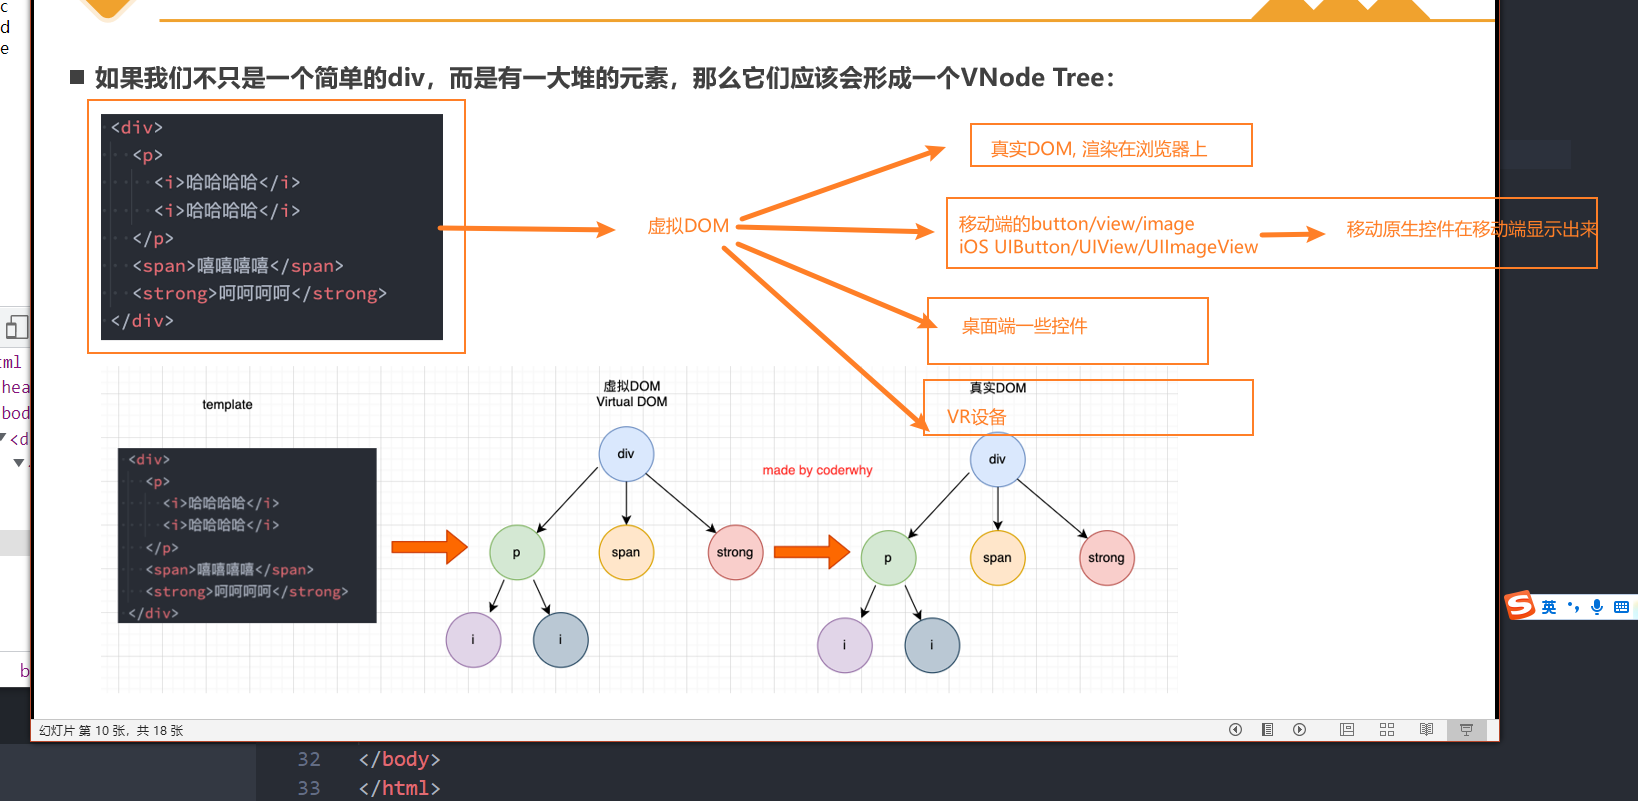 c
d
e
■ 如果我们不只是一个简单的div，而是有一大堆的元素，那么它们应该会形成一个VNode Tree：
<div>
<p>
<i>哈哈哈哈</i>
<i>哈哈哈哈</i>
</p>
<span>嘻嘻嘻嘻</span>
<strong>呵呵呵呵</strong>
</div>
虚拟DOM
真实DOM, 渲染在浏览器上
移动端的button/view/image
iOS UIButton/UIView/UIImageView
移动原生控件在移动端显示出来
桌面端一些控件
VR设备
template
<div>
<p>
<i>哈哈哈哈</i>
<i>哈哈哈哈</i>
</p>
<span>嘻嘻嘻嘻</span>
<strong>呵呵呵呵</strong>
</div>
虚拟DOM
Virtual DOM
div
p
span
strong
i
i
made by coderwhy
真实DOM
div
p
span
strong
i
i
tml
hea
bod
<d
b
英
幻灯片 第 10 张，共 18 张
32 </body>
33 </html>